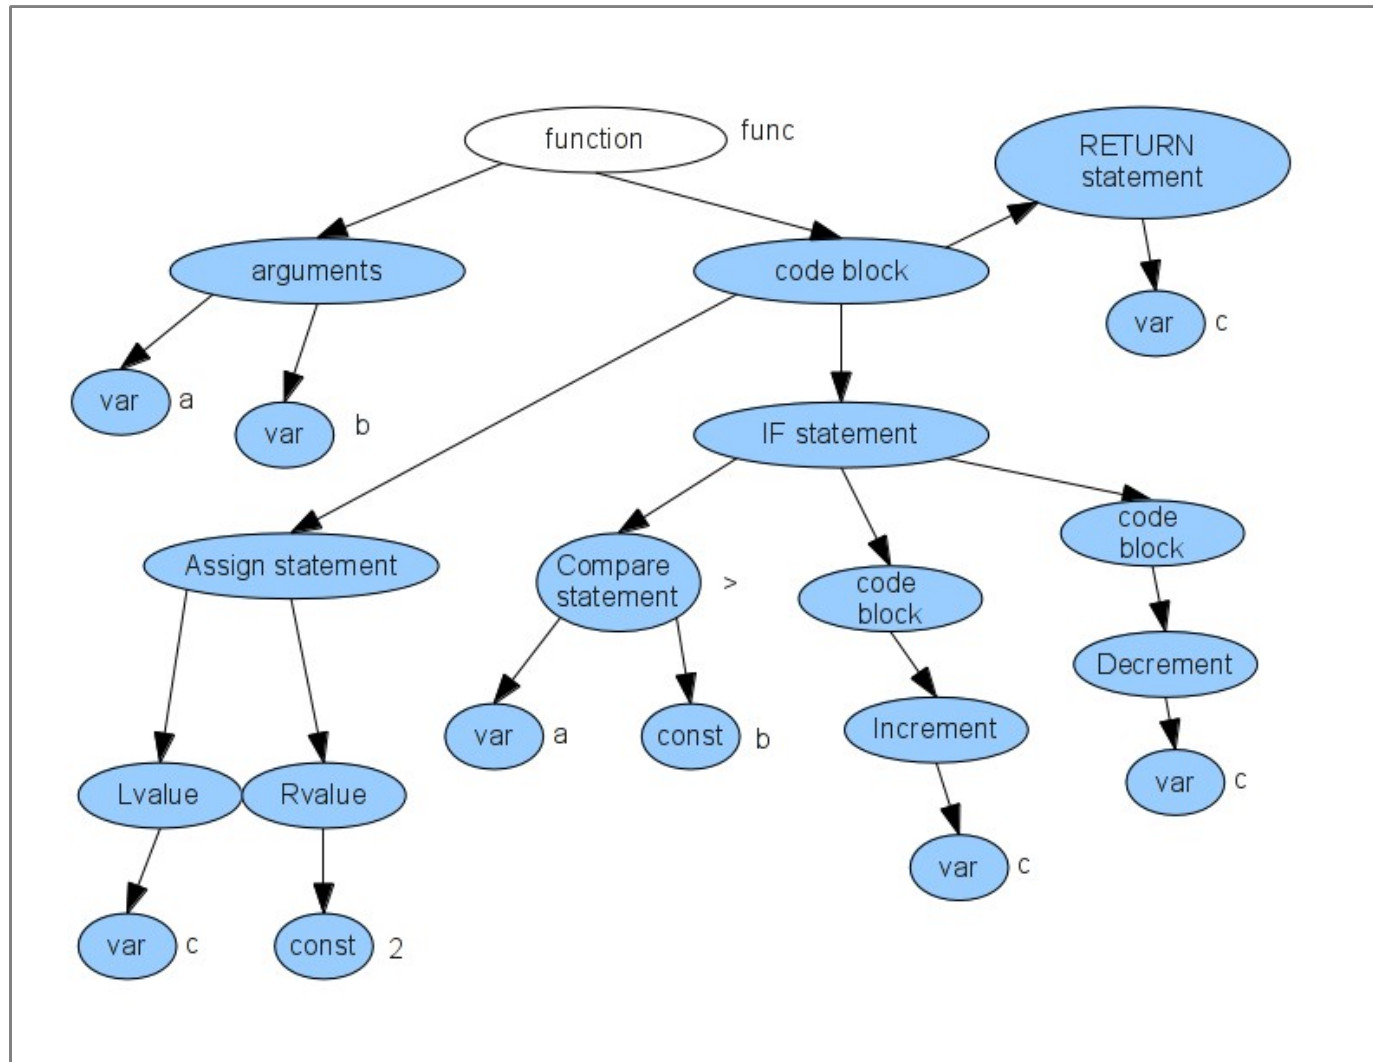 function
func
RETURN
statement
arguments
code block
var
c
var
a
var
b
IF statement
code
block
Assign statement
Compare
statement
>
code
block
Decrement
var
a
const
b
Increment
var
c
Lvalue
Rvalue
var
c
var
c
const
2